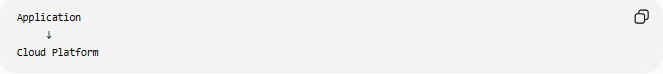 Application
↓
Cloud Platform